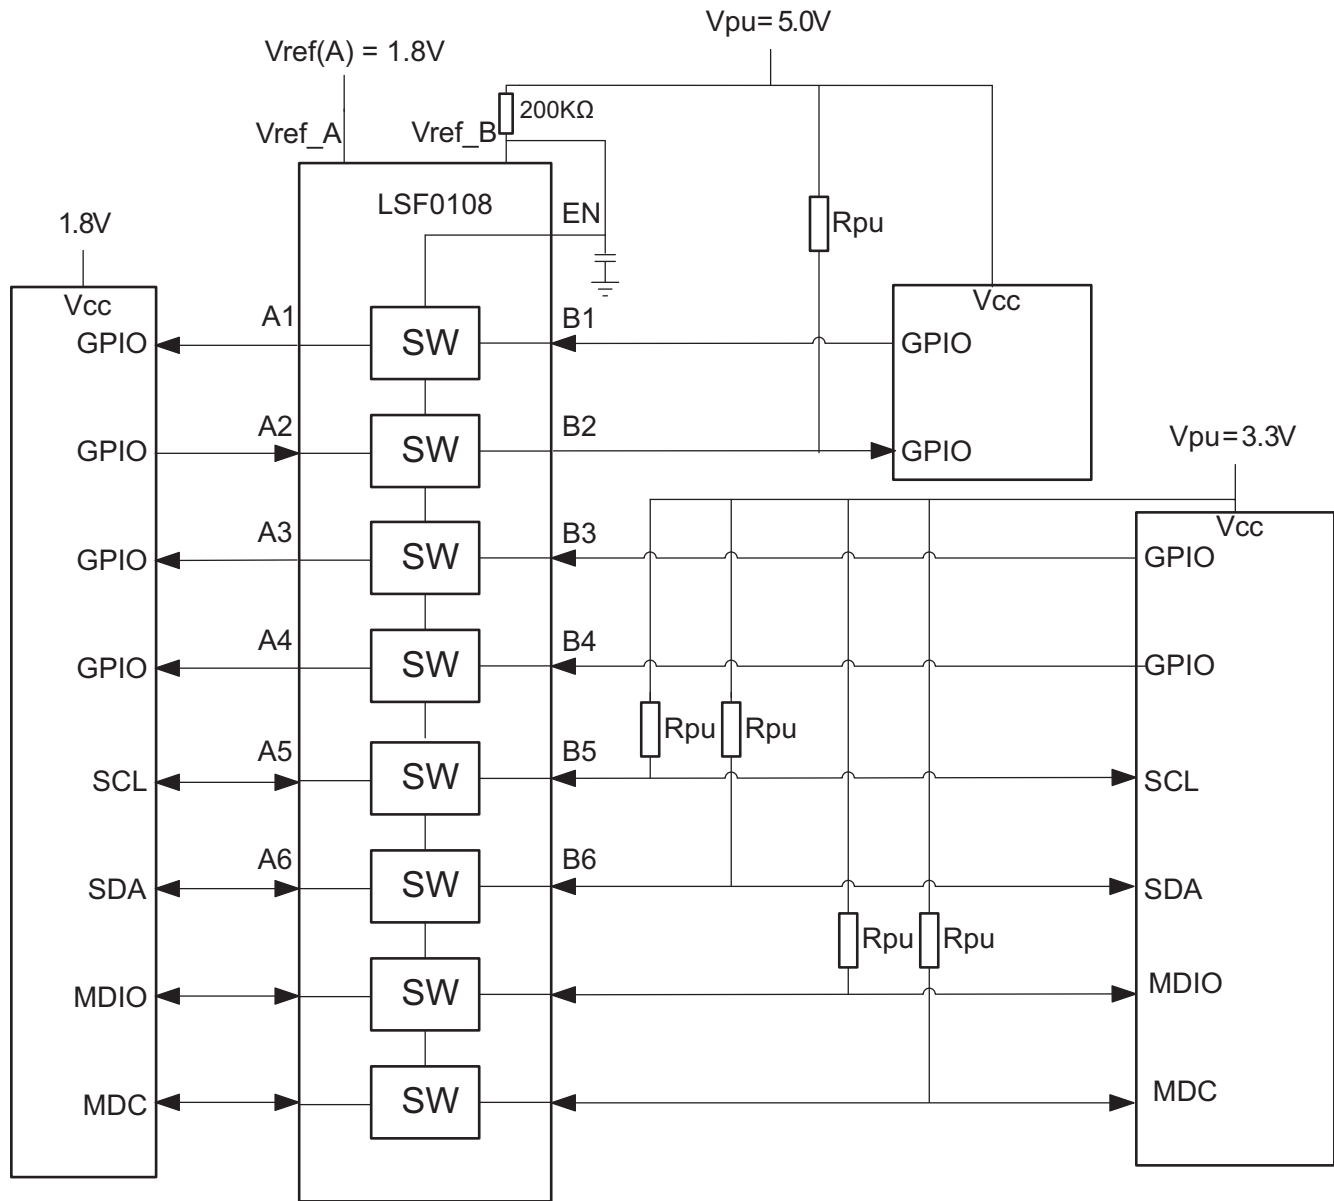 Vpu= 5.0V
Vref(A) = 1.8V
200KΩ
Vref_A
Vref_B
LSF0108
EN
Rpu
1.8V
Vcc
Vcc
A1
B1
GPIO
SW
GPIO
A2
B2
GPIO
SW
GPIO
Vpu=3.3V
Vcc
A3
B3
GPIO
SW
GPIO
A4
B4
GPIO
SW
GPIO
Rpu
Rpu
A5
B5
SCL
SW
SCL
A6
B6
SDA
SW
SDA
Rpu
Rpu
MDIO
SW
MDIO
MDC
SW
MDC